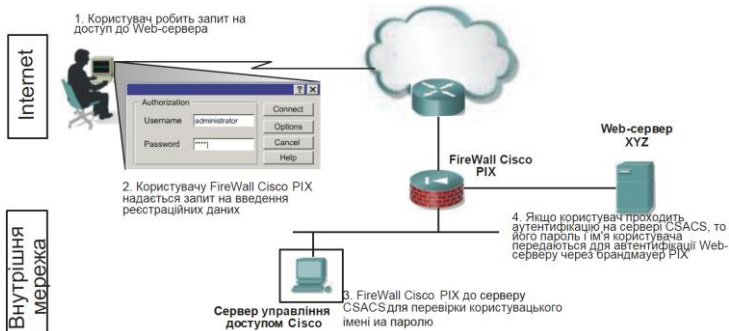 1. Користувач робить запит на
доступ до Web-сервера
Internet
Authorization
Username
administrator
Password
****|
Connect
Options
Cancel
Help
2. Користувачу FireWall Cisco PIX
надається запит на введення
реєстраційних даних
FireWall Cisco
PIX
Web-сервер
XYZ
4. Якщо користувач проходить
аутентифікацію на сервері CSACS, то
його пароль і ім'я користувача
передаються для автентифікації Web-
серверу через брандмауер PIX
Внутрішня
мережа
Сервер управління
доступом Cisco
3. FireWall Cisco PIX до серверу
CSACS для перевірки користувацького
імені иа паролю